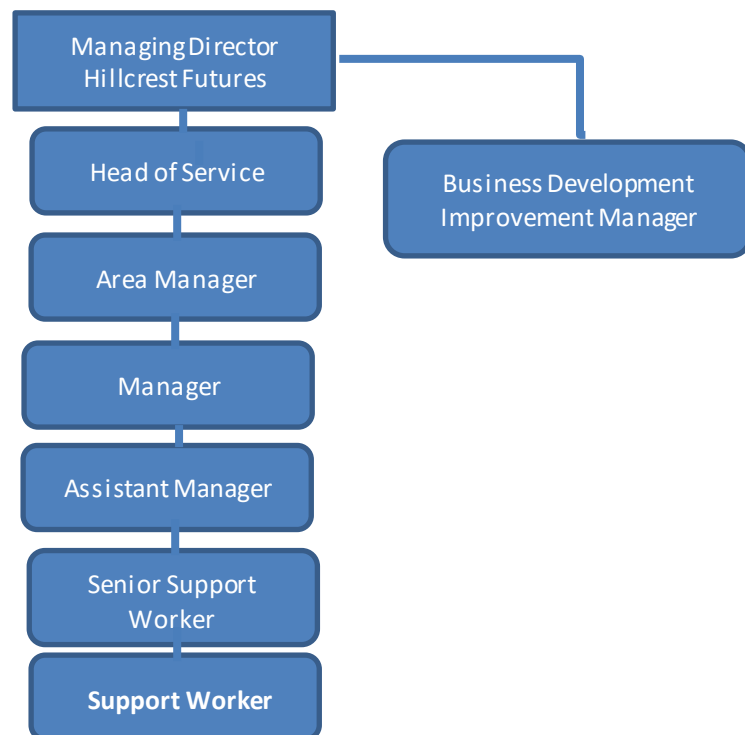 Managing Director
Hillcrest Futures
Head of Service
Business Development
Improvement Manager
Area Manager
Manager
Assistant Manager
Senior Support
Worker
Support Worker